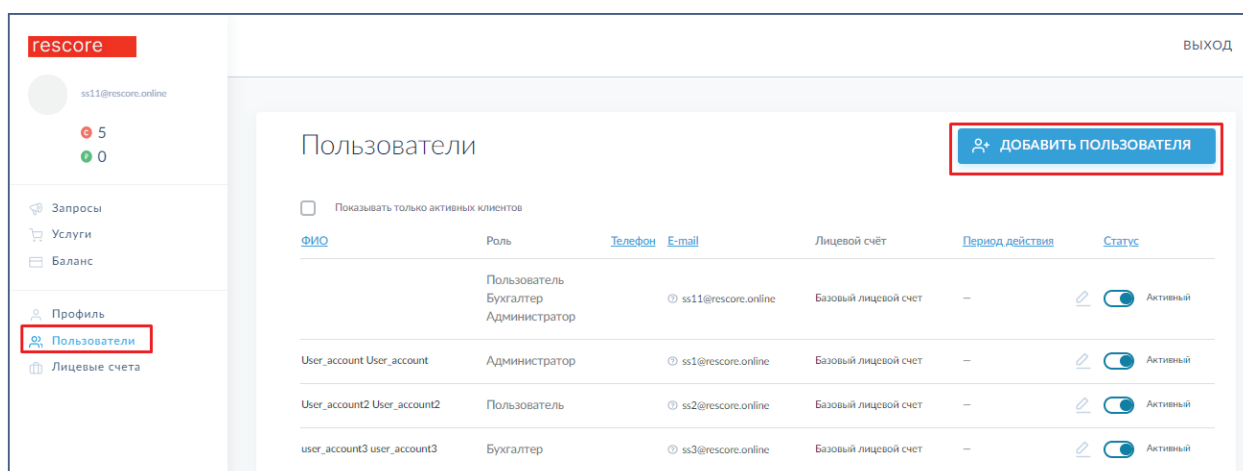 rescore
ВЫХОД
ss11@rescore.online
C 5
₽ 0
Запросы
Услуги
Баланс
Профиль
Пользователи
Лицевые счета
Пользователи
ДОБАВИТЬ ПОЛЬЗОВАТЕЛЯ
Показывать только активных клиентов
ФИО Роль Телефон E-mail Лицевой счёт Период действия Статус
Пользователь
Бухгалтер
Администратор
ss11@rescore.online Базовый лицевой счет — Активный
User_account User_account Администратор ss1@rescore.online Базовый лицевой счет — Активный
User_account2 User_account2 Пользователь ss2@rescore.online Базовый лицевой счет — Активный
user_account3 user_account3 Бухгалтер ss3@rescore.online Базовый лицевой счет — Активный